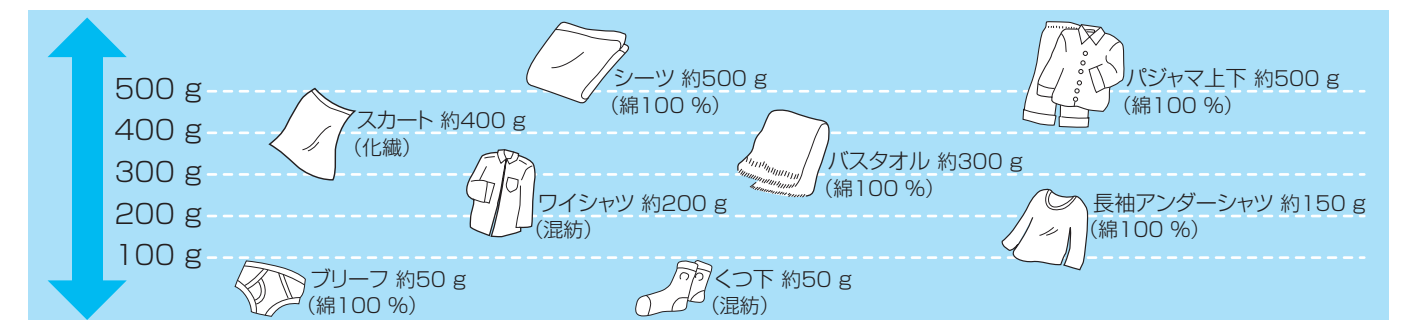 500 g
400 g
300 g
200 g
100 g
シーツ 約500 g
(綿100 %)
パジャマ上下 約500 g
(綿100 %)
スカート 約400 g
(化繊)
バスタオル 約300 g
(綿100 %)
ワイシャツ 約200 g
(混紡)
長袖アンダーシャツ 約150 g
(綿100 %)
ブリーフ 約50 g
(綿100 %)
くつ下 約50 g
(混紡)